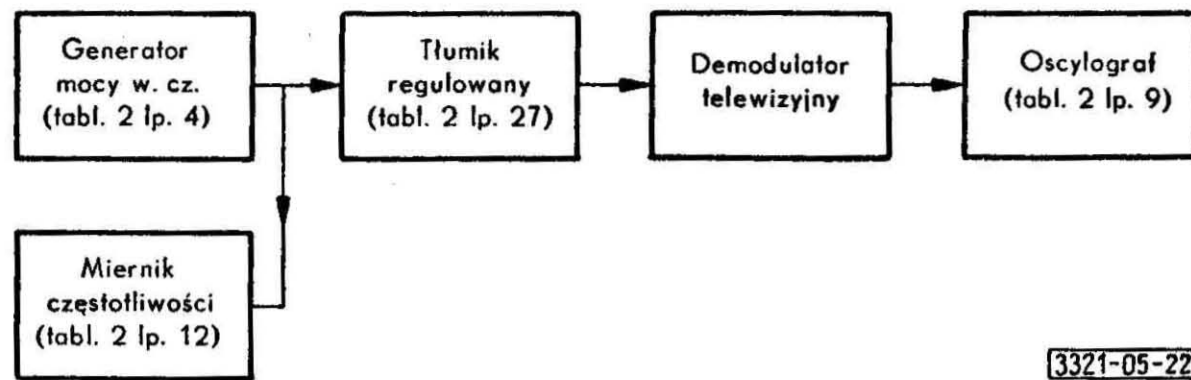 Generator
mocy w. cz.
(tabl. 2 lp. 4)
Tłumik
regulowany
(tabl. 2 lp. 27)
Demodulator
telewizyjny
Oscylograf
(tabl. 2 lp. 9)
Miernik
częstotliwości
(tabl. 2 lp. 12)
3321-05-22